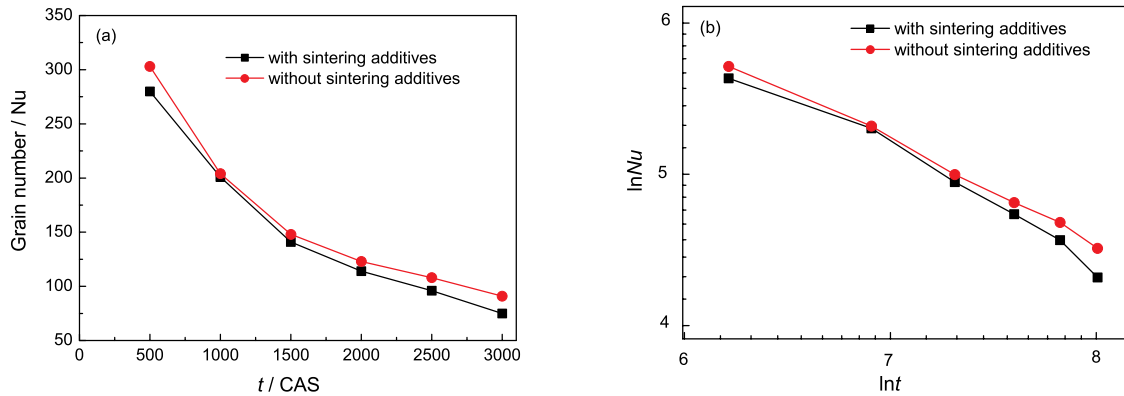 (a)
with sintering additives
without sintering additives
350
300
250
200
150
100
50
Grain number / Nu
0
500
1000
1500
2000
2500
3000
t / CAS
(b)
with sintering additives
without sintering additives
6
5
4
lnNu
6
7
8
lnt